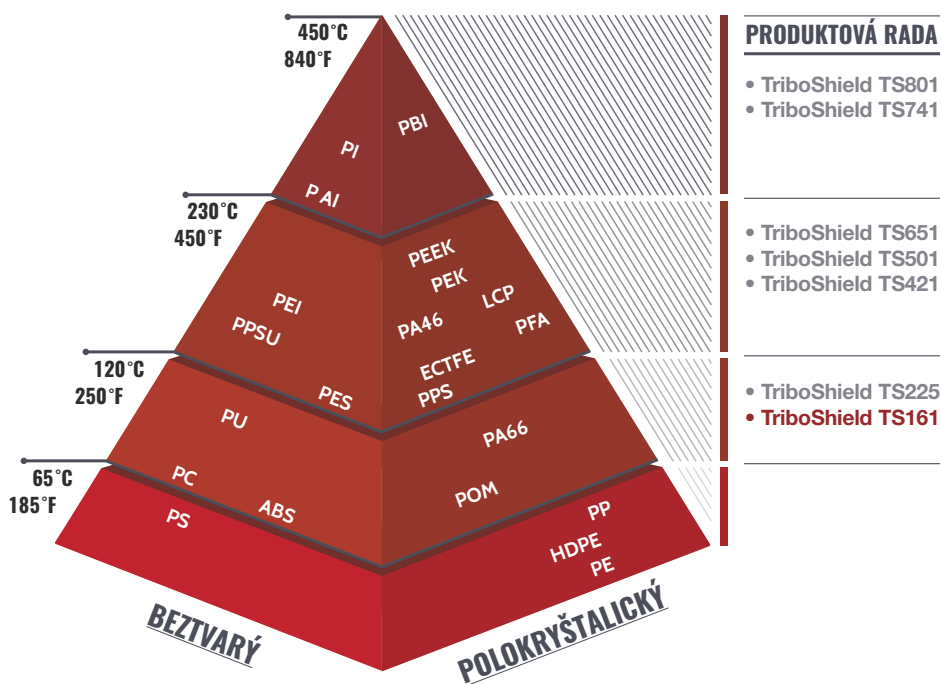 450°C
840°F
PRODUKTOVÁ RADA
• TriboShield TS801
• TriboShield TS741
PBI
PI
P AI
230°C
450°F
• TriboShield TS651
• TriboShield TS501
• TriboShield TS421
PEEK
PEK
LCP
PEI
PA46
PFA
PPSU
ECTFE
PPS
PES
120°C
250°F
• TriboShield TS225
• TriboShield TS161
PU
PA66
PC
POM
ABS
65°C
185°F
PS
PP
HDPE
PE
BEZTVARÝ
POLOKRYŠTALICKÝ